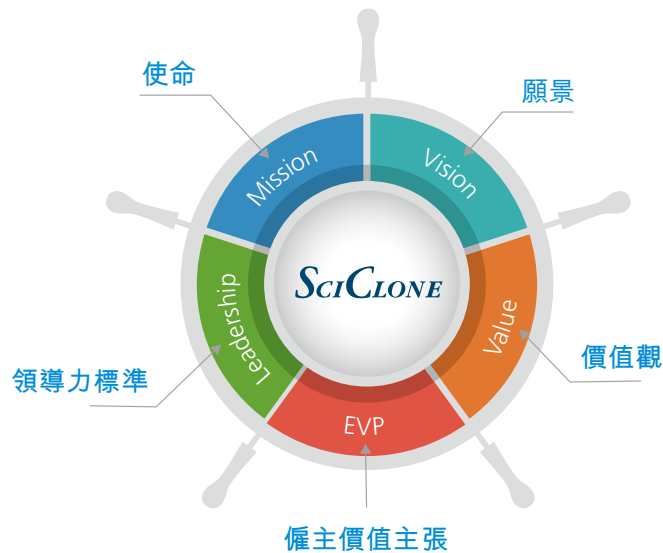 使命
願景
Mission
Vision
SCICLONE
Leadership
Value
領導力標準
價值觀
EVP
僱主價值主張